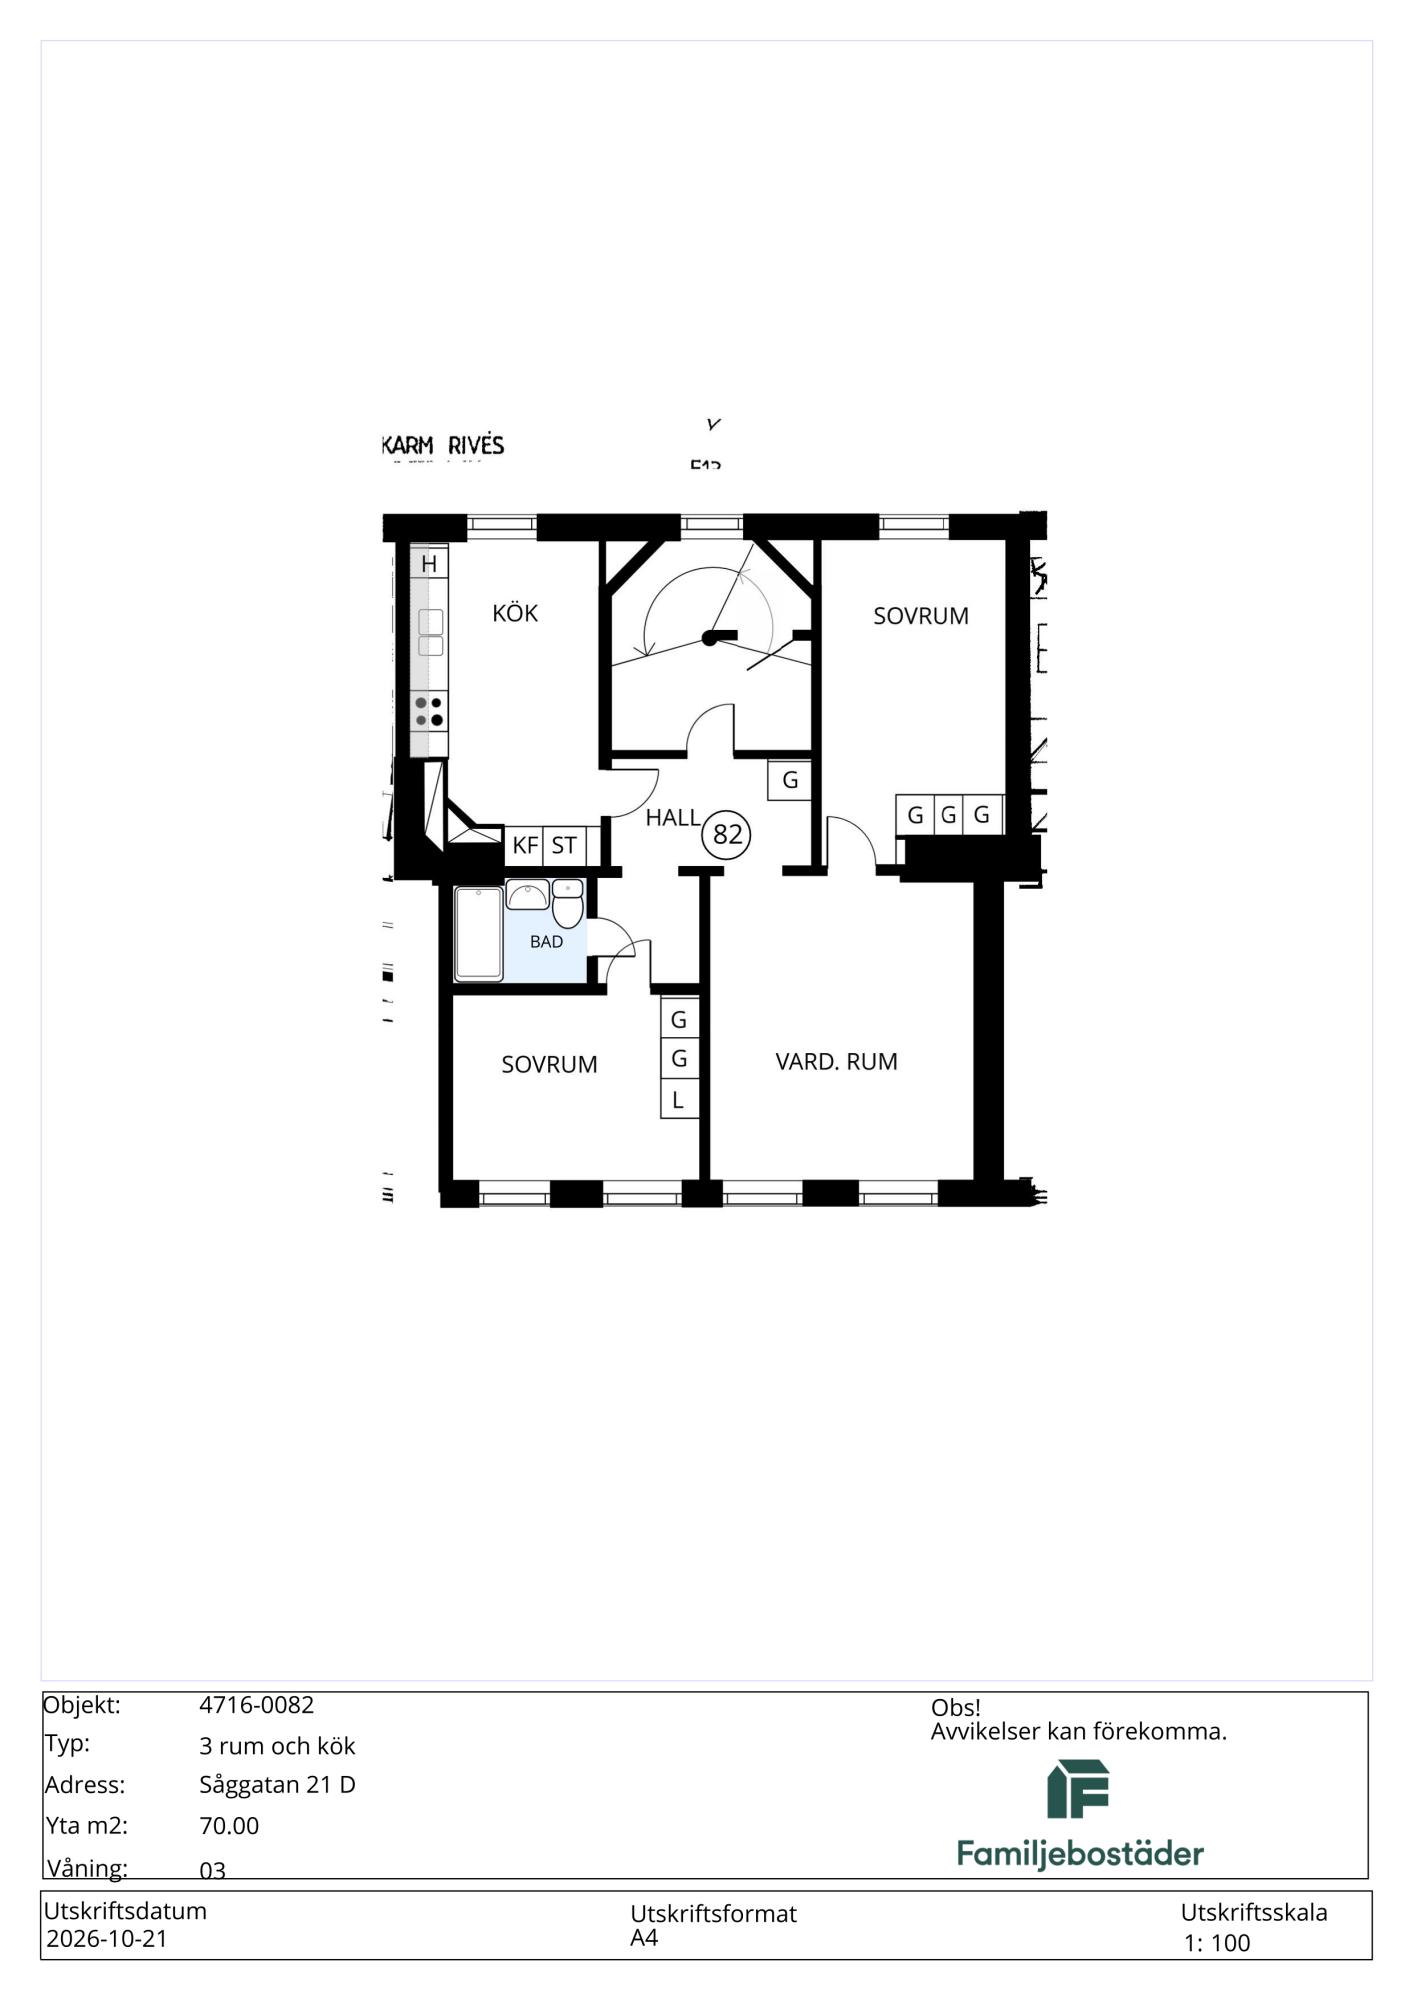 KARM RIVES
H
KÖK
SOVRUM
G
HALL
82
G G G
KF ST
BAD
G
SOVRUM
G
VARD. RUM
L
Objekt: 4716-0082
Typ: 3 rum och kök
Adress: Såggatan 21 D
Yta m2: 70.00
Våning: 03
Obs!
Avvikelser kan förekomma.
Familjebostäder
Utskriftsdatum
2026-10-21
Utskriftsformat
A4
Utskriftsskala
1: 100